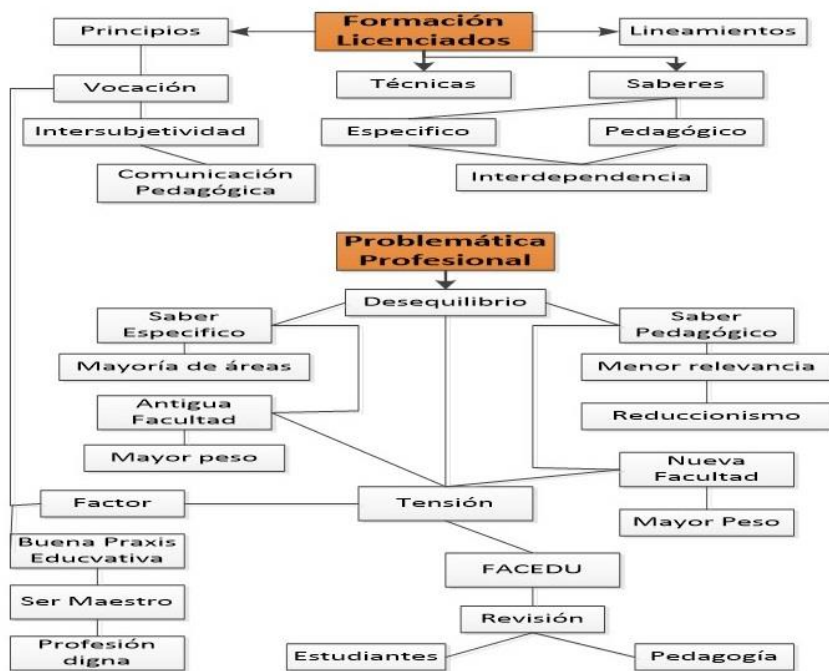 Formación
Licenciados
Principios
Lineamientos
Vocación
Técnicas
Saberes
Intersubjetividad
Especifico
Pedagógico
Comunicación
Pedagógica
Interdependencia
Problemática
Profesional
Desequilibrio
Saber
Especifico
Saber
Pedagógico
Mayoría de áreas
Menor relevancia
Antigua
Facultad
Reduccionismo
Mayor peso
Nueva
Facultad
Factor
Tensión
Mayor Peso
Buena Praxis
Educvativa
FACEDU
Ser Maestro
Revisión
Profesión
digna
Estudiantes
Pedagogía